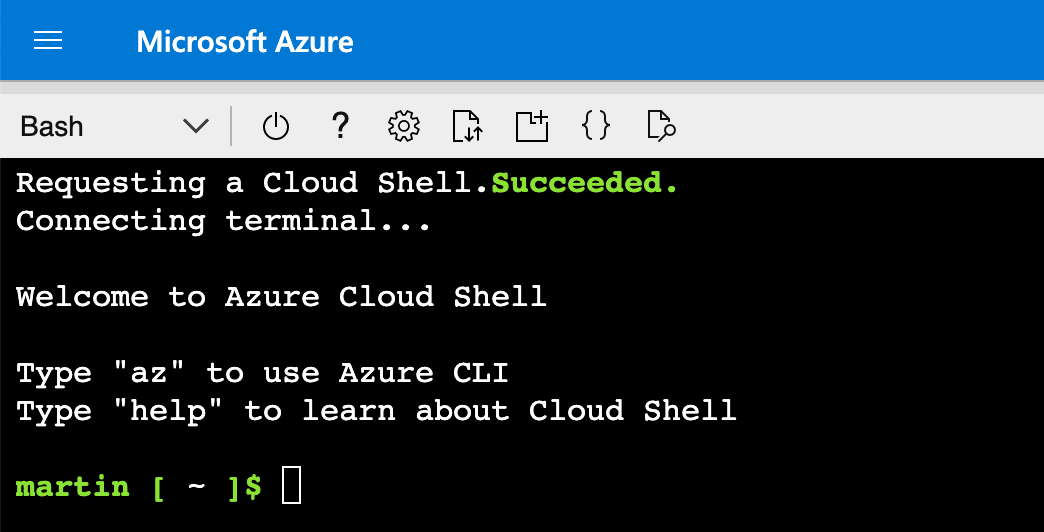 Microsoft Azure
Bash
?
{}
Requesting a Cloud Shell.Succeeded.
Connecting terminal...
Welcome to Azure Cloud Shell
Type "az" to use Azure CLI
Type "help" to learn about Cloud Shell
martin [ ~ ]$